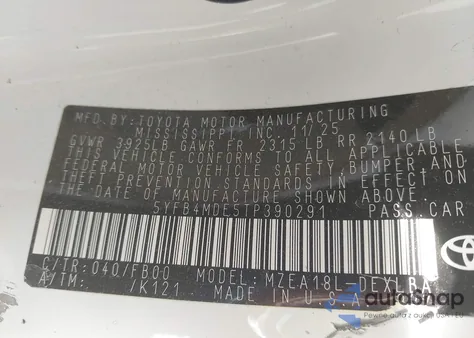 MFD. BY: TOYOTA MOTOR MANUFACTURING
MISSISSIPPI, INC. 11/25
GVWR 3925LB GAWR FR 2315 LB RR 2140 LB
THIS VEHICLE CONFORMS TO ALL APPLICABLE
FEDERAL MOTOR VEHICLE SAFETY, BUMPER AND
THEFT PREVENTION STANDARDS IN EFFECT ON
THE DATE OF MANUFACTURE SHOWN ABOVE.
5YFB4MDE5TP390291 PASS.CAR
C/TR: 040/FB00 MODEL: MZEA18L-DEXLBA
A/TM: /K121 MADE IN U.S.A
TOYOTA
autoaSnap